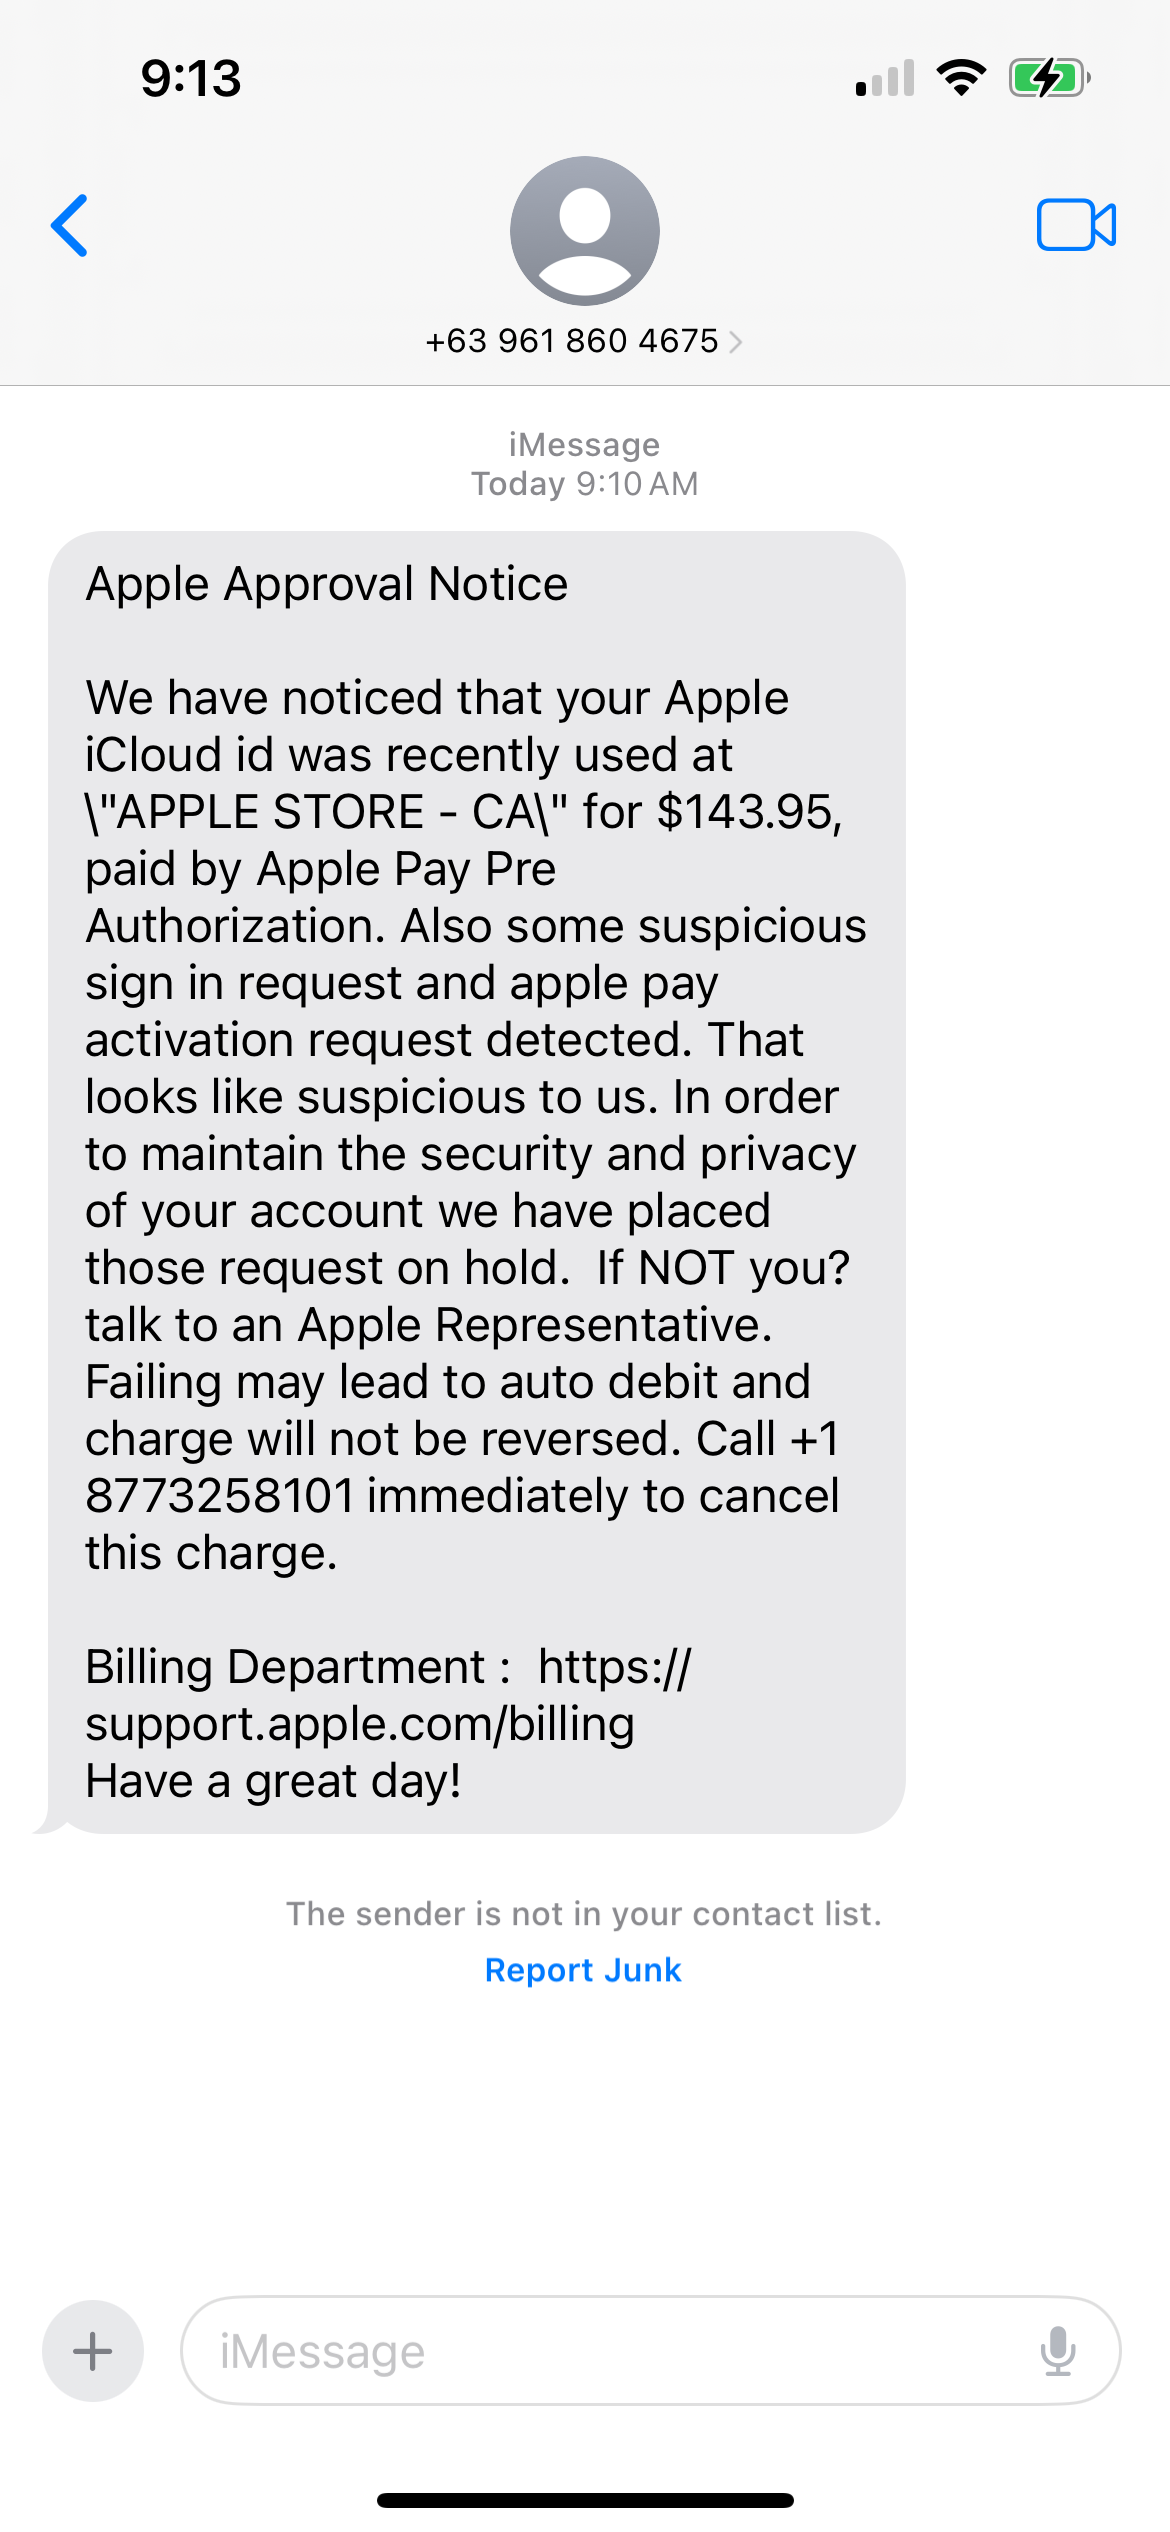 9:13
+63 961 860 4675
iMessage
Today 9:10 AM
Apple Approval Notice
We have noticed that your Apple
iCloud id was recently used at
\"APPLE STORE - CA\" for $143.95,
paid by Apple Pay Pre
Authorization. Also some suspicious
sign in request and apple pay
activation request detected. That
looks like suspicious to us. In order
to maintain the security and privacy
of your account we have placed
those request on hold.  If NOT you?
talk to an Apple Representative.
Failing may lead to auto debit and
charge will not be reversed. Call +1
8773258101 immediately to cancel
this charge.
Billing Department :  https://
support.apple.com/billing
Have a great day!
The sender is not in your contact list.
Report Junk
iMessage